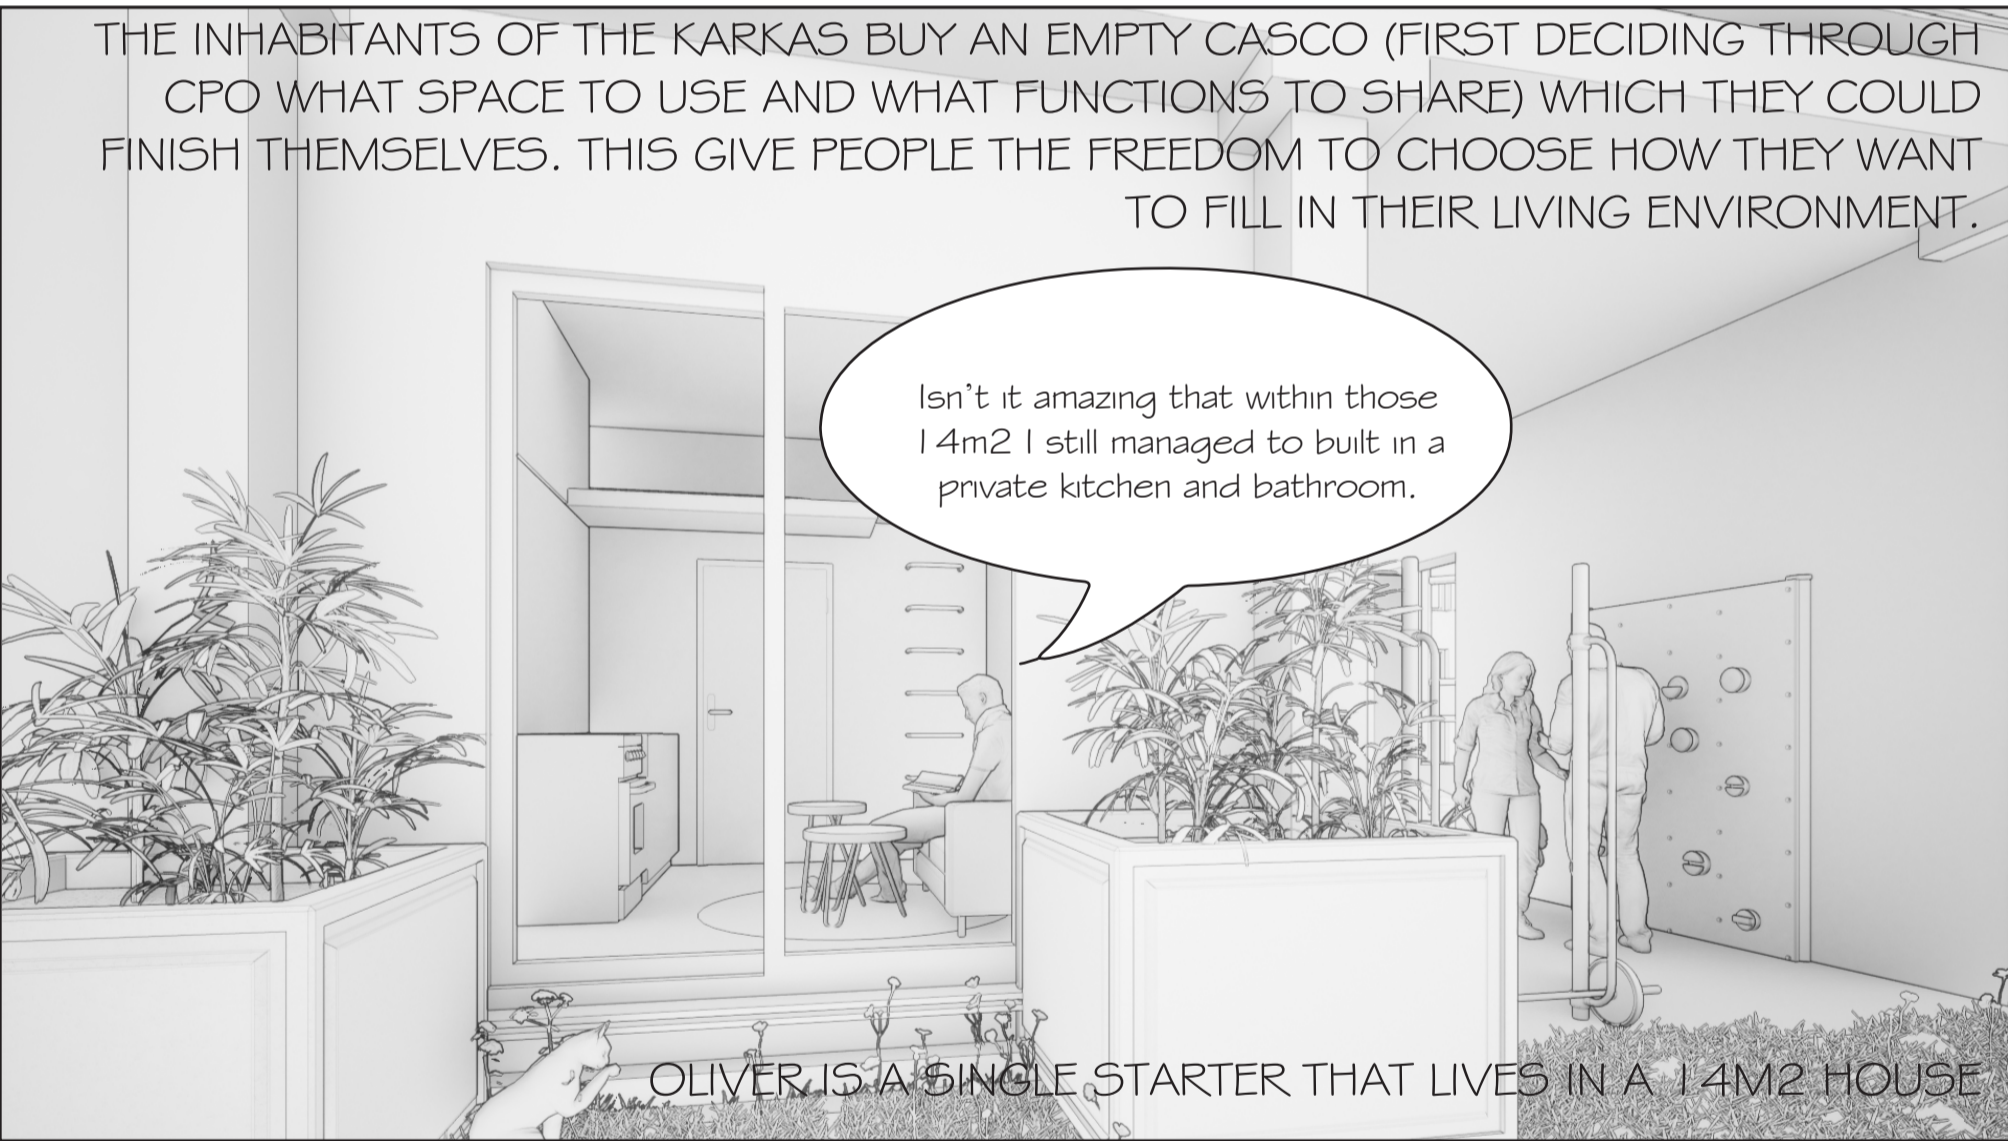 THE INHABITANTS OF THE KARKAS BUY AN EMPTY CASCO (FIRST DECIDING THROUGH
CPO WHAT SPACE TO USE AND WHAT FUNCTIONS TO SHARE) WHICH THEY COULD
FINISH THEMSELVES. THIS GIVE PEOPLE THE FREEDOM TO CHOOSE HOW THEY WANT
TO FILL IN THEIR LIVING ENVIRONMENT.
Isn't it amazing that within those
14m2 I still managed to built in a
private kitchen and bathroom.
OLIVER IS A SINGLE STARTER THAT LIVES IN A 14M2 HOUSE